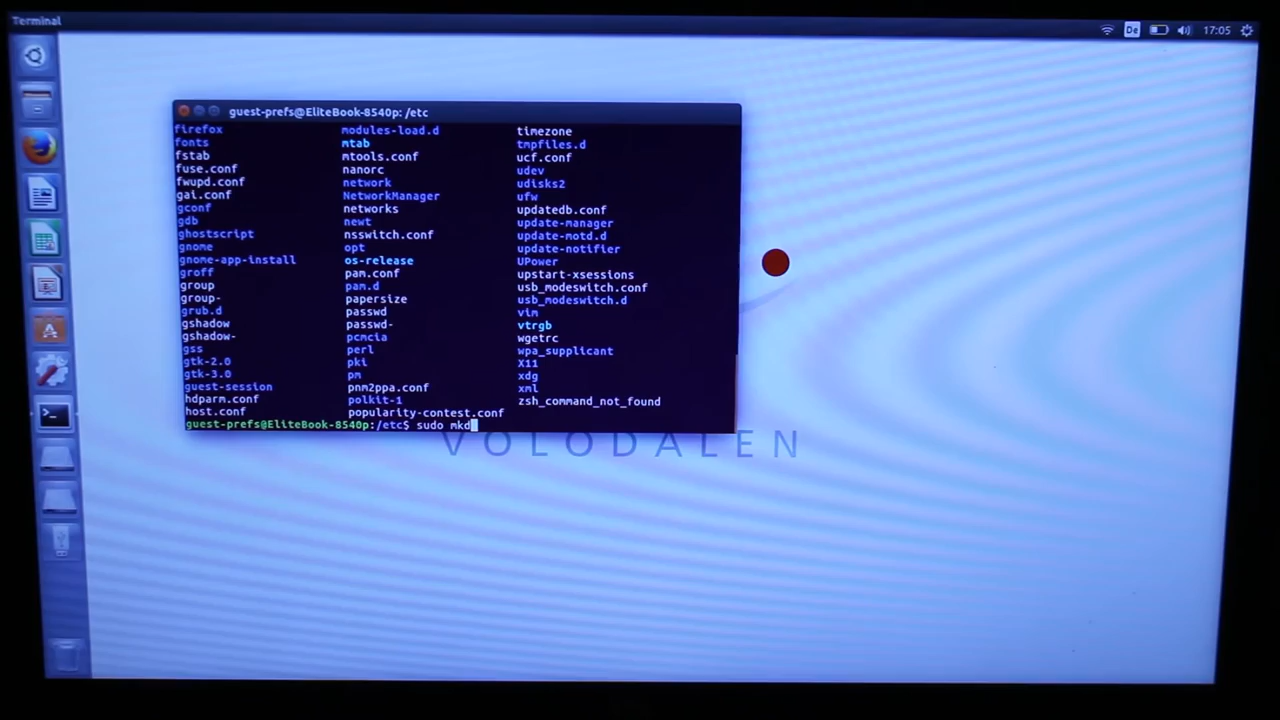 Terminal
De 17:05
guest-prefs@EliteBook-8540p: /etc
firefox modules-load.d timezone
fonts mtab tmpfiles.d
fstab mtools.conf ucf.conf
fuse.conf nanorc udev
fwupd.conf network udisks2
gai.conf NetworkManager ufw
gconf networks updatedb.conf
gdb newt update-manager
ghostscript nsswitch.conf update-motd.d
gnome opt update-notifier
gnome-app-install os-release UPower
groff pam.conf upstart-xsessions
group pam.d usb_modeswitch.conf
group- papersize usb_modeswitch.d
grub.d passwd vim
gshadow passwd- vtrgb
gshadow- pcmcia wgetrc
gss perl wpa_supplicant
gtk-2.0 pki X11
gtk-3.0 pm xdg
guest-session pnm2ppa.conf xml
hdparm.conf polkit-1 zsh_command_not_found
host.conf popularity-contest.conf
guest-prefs@EliteBook-8540p:/etc$ sudo mkd
VOLODALEN